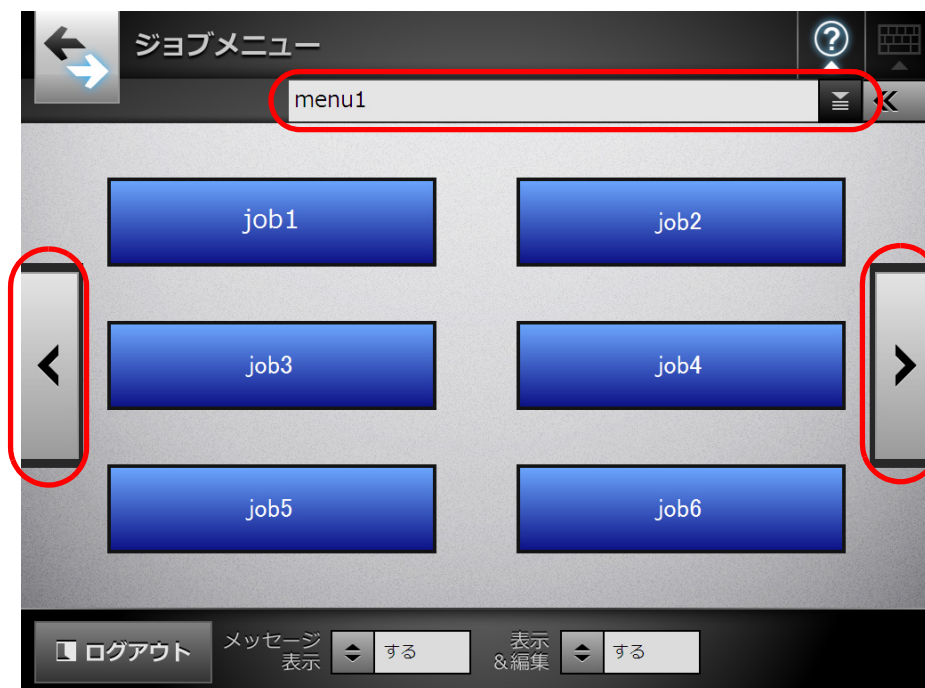 ジョブメニュー
menu1
job1
job2
job3
job4
job5
job6
ログアウト
メッセージ
表示
する
表示
&編集
する